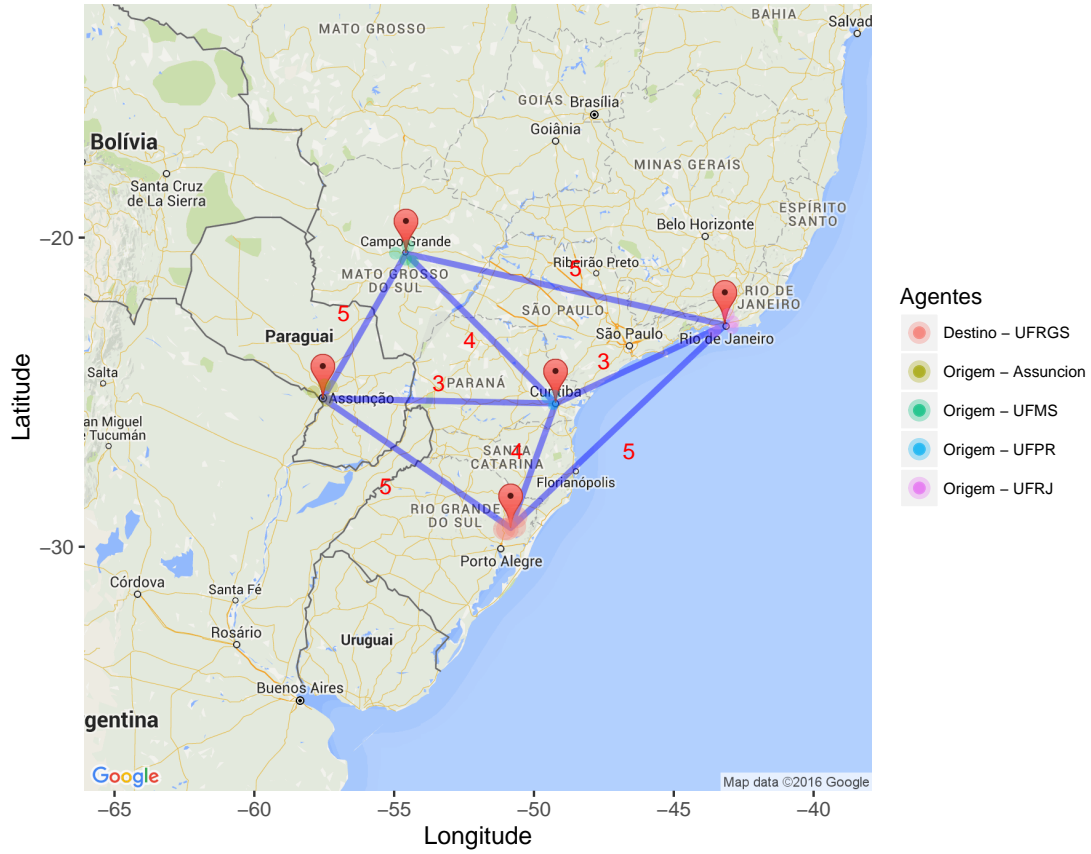 BAHIA
MATO GROSSO
Salvad
GOIÁS
Brasília
Bolívia
Goiânia
MINAS GERAIS
Santa Cruz
de La Sierra
ESPÍRITO
SANTO
Belo Horizonte
−20
Campo Grande
Ribeirão Preto
5
MATO GROSSO
DO SUL
RIO DE
JANEIRO
5
SÃO PAULO
Paraguai
4
São Paulo
Rio de Janeiro
3
Salta
3
PARANÁ
Curitiba
Assunção
an Miguel
e Tucumán
SANTA
CATARINA
4
5
Florianópolis
5
RIO GRANDE
DO SUL
−30
Porto Alegre
Córdova
Santa Fé
Rosário
Uruguai
Buenos Aires
gentina
Google
Map data ©2016 Google
−65
−60
−55
−50
−45
−40
Longitude
Latitude
Agentes
Destino − UFRGS
Origem − Assuncion
Origem − UFMS
Origem − UFPR
Origem − UFRJ